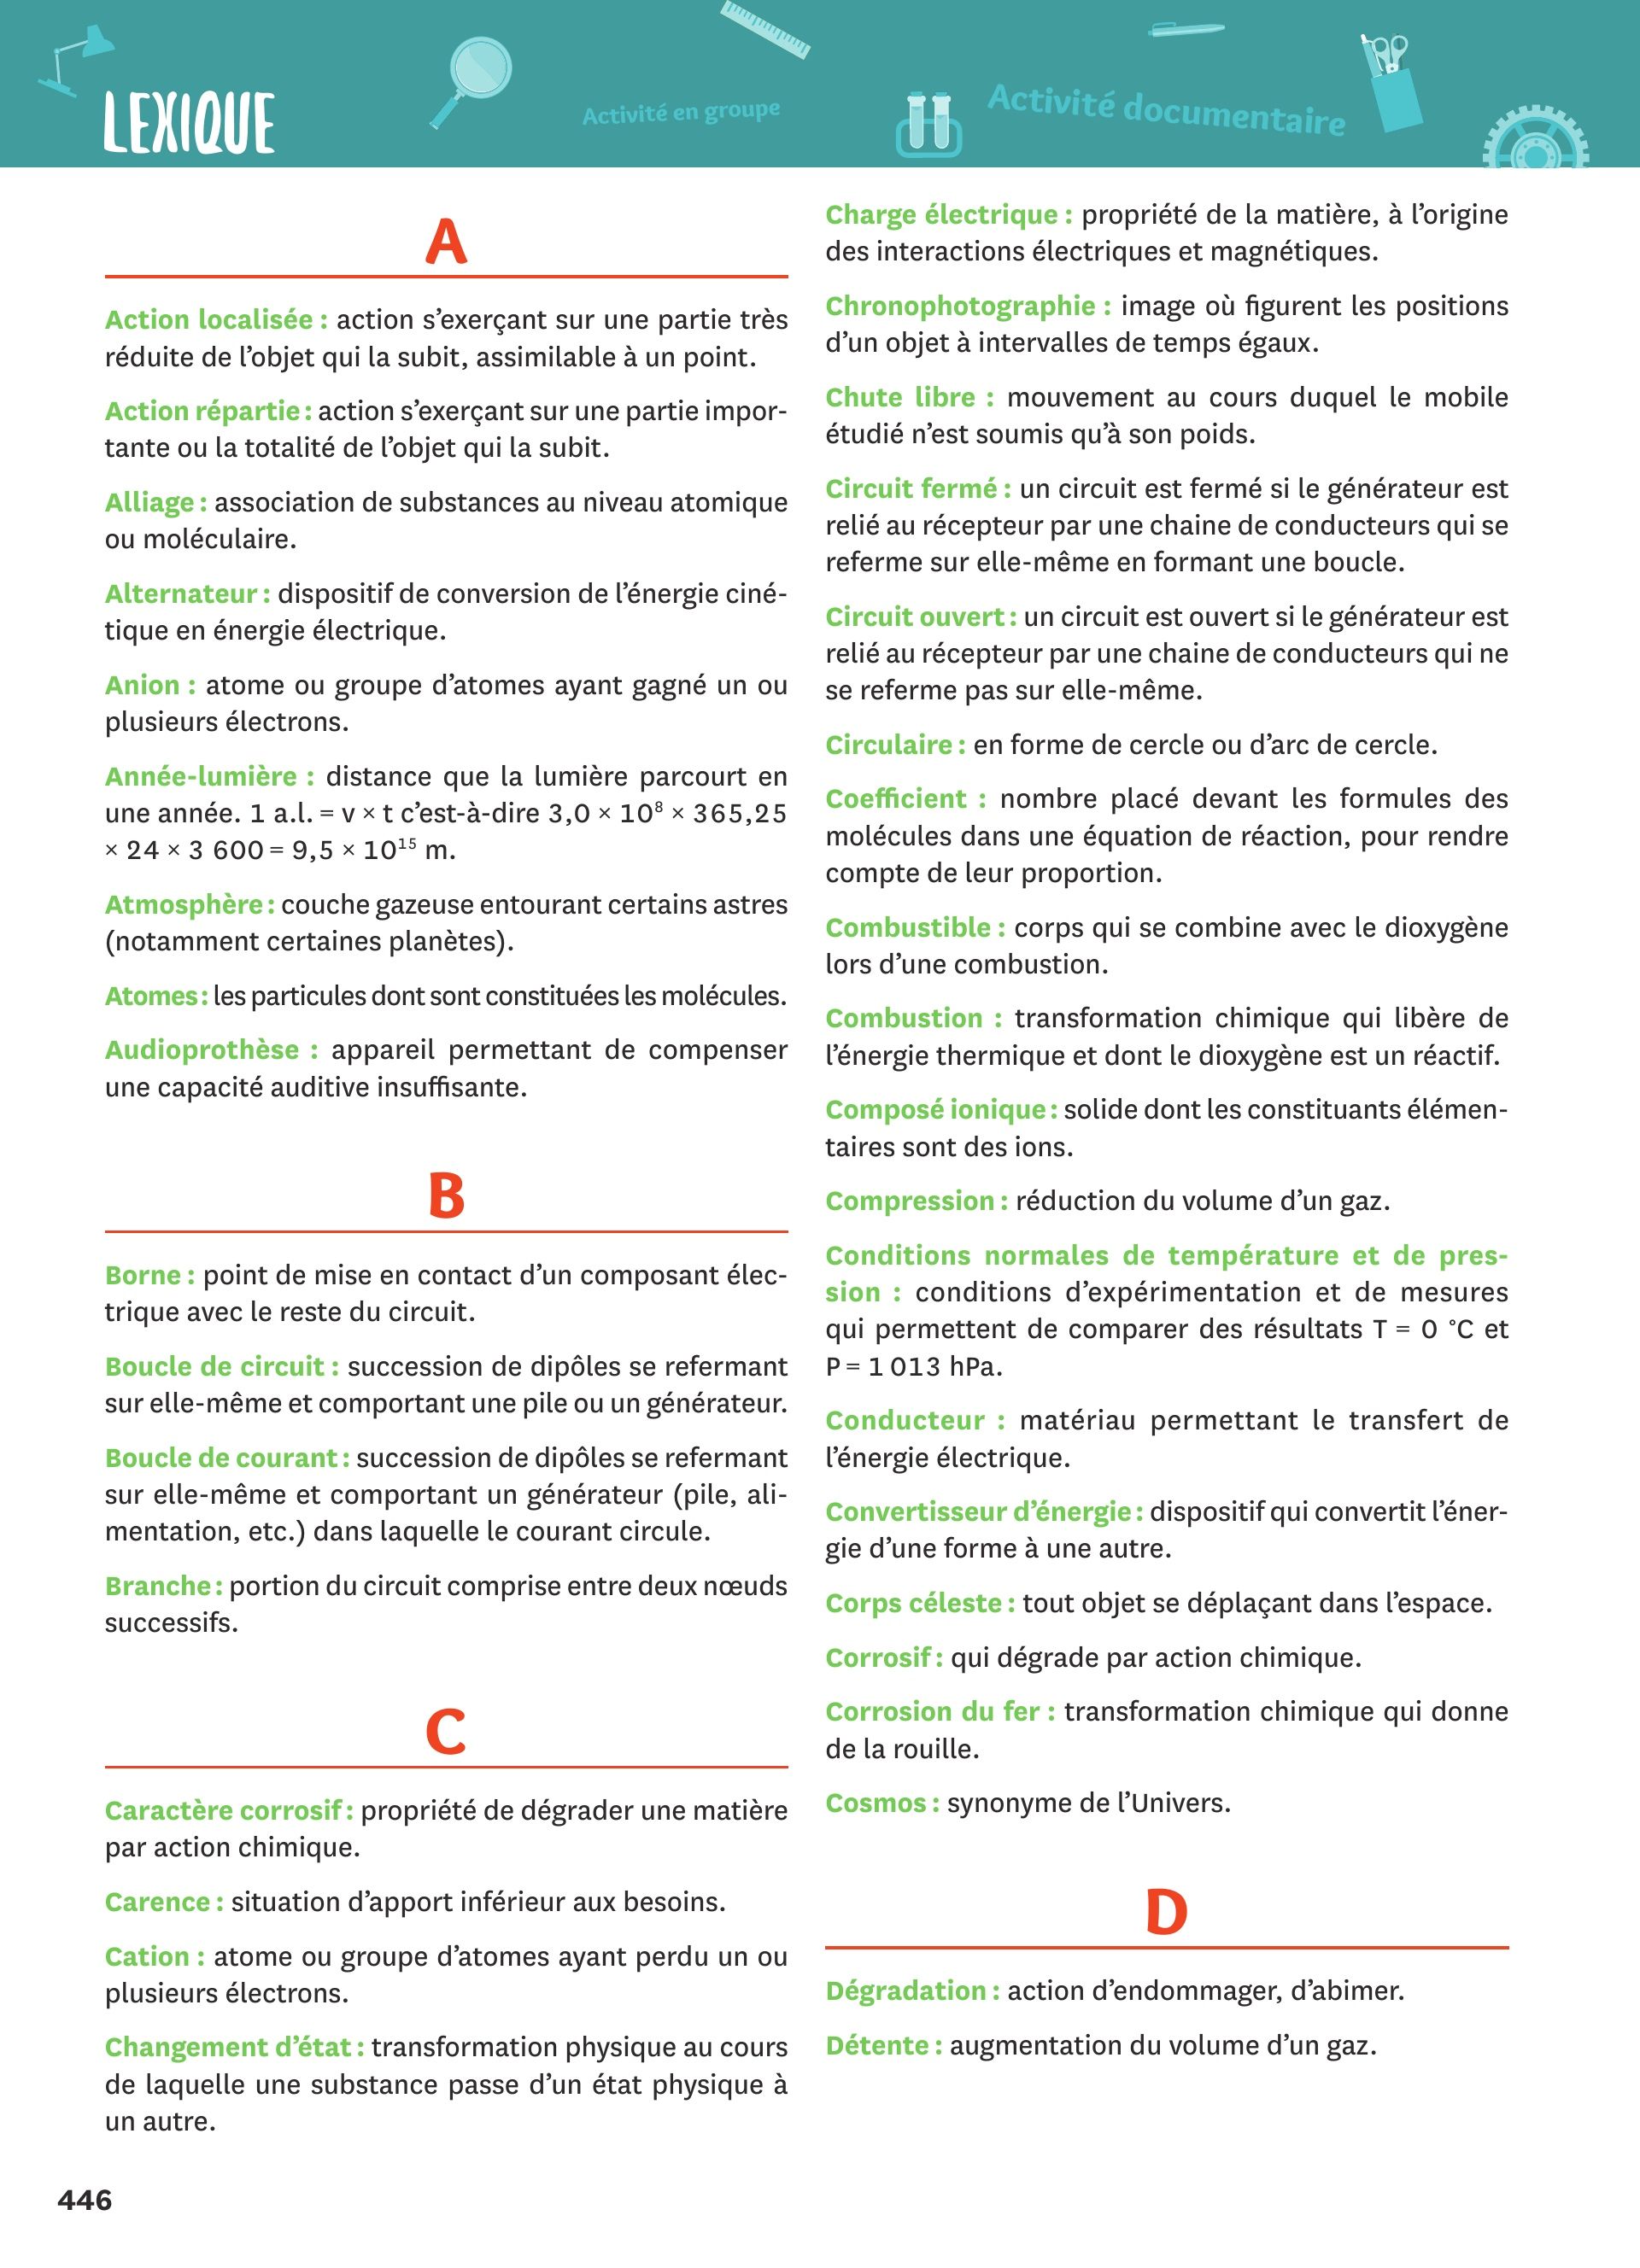 LEXIQUE
Activité en groupe
Activité documentaire
A
Action localisée : action s’exerçant sur une partie très
réduite de l’objet qui la subit, assimilable à un point.
Action répartie : action s’exerçant sur une partie impor-
tante ou la totalité de l’objet qui la subit.
Alliage : association de substances au niveau atomique
ou moléculaire.
Alternateur : dispositif de conversion de l’énergie ciné-
tique en énergie électrique.
Anion : atome ou groupe d’atomes ayant gagné un ou
plusieurs électrons.
Année-lumière : distance que la lumière parcourt en
une année. 1 a.l. = v × t c’est-à-dire 3,0 × 10⁸ × 365,25
× 24 × 3 600 = 9,5 × 10¹⁵ m.
Atmosphère : couche gazeuse entourant certains astres
(notamment certaines planètes).
Atomes : les particules dont sont constituées les molécules.
Audioprothèse : appareil permettant de compenser
une capacité auditive insuffisante.
B
Borne : point de mise en contact d’un composant élec-
trique avec le reste du circuit.
Boucle de circuit : succession de dipôles se refermant
sur elle-même et comportant une pile ou un générateur.
Boucle de courant : succession de dipôles se refermant
sur elle-même et comportant un générateur (pile, ali-
mentation, etc.) dans laquelle le courant circule.
Branche : portion du circuit comprise entre deux nœuds
successifs.
C
Caractère corrosif : propriété de dégrader une matière
par action chimique.
Carence : situation d’apport inférieur aux besoins.
Cation : atome ou groupe d’atomes ayant perdu un ou
plusieurs électrons.
Changement d’état : transformation physique au cours
de laquelle une substance passe d’un état physique à
un autre.
Charge électrique : propriété de la matière, à l’origine
des interactions électriques et magnétiques.
Chronophotographie : image où figurent les positions
d’un objet à intervalles de temps égaux.
Chute libre : mouvement au cours duquel le mobile
étudié n’est soumis qu’à son poids.
Circuit fermé : un circuit est fermé si le générateur est
relié au récepteur par une chaine de conducteurs qui se
referme sur elle-même en formant une boucle.
Circuit ouvert : un circuit est ouvert si le générateur est
relié au récepteur par une chaine de conducteurs qui ne
se referme pas sur elle-même.
Circulaire : en forme de cercle ou d’arc de cercle.
Coefficient : nombre placé devant les formules des
molécules dans une équation de réaction, pour rendre
compte de leur proportion.
Combustible : corps qui se combine avec le dioxygène
lors d’une combustion.
Combustion : transformation chimique qui libère de
l’énergie thermique et dont le dioxygène est un réactif.
Composé ionique : solide dont les constituants élémen-
taires sont des ions.
Compression : réduction du volume d’un gaz.
Conditions normales de température et de pres-
sion : conditions d’expérimentation et de mesures
qui permettent de comparer des résultats T = 0 °C et
P = 1 013 hPa.
Conducteur : matériau permettant le transfert de
l’énergie électrique.
Convertisseur d’énergie : dispositif qui convertit l’éner-
gie d’une forme à une autre.
Corps céleste : tout objet se déplaçant dans l’espace.
Corrosif : qui dégrade par action chimique.
Corrosion du fer : transformation chimique qui donne
de la rouille.
Cosmos : synonyme de l’Univers.
D
Dégradation : action d’endommager, d’abimer.
Détente : augmentation du volume d’un gaz.
446